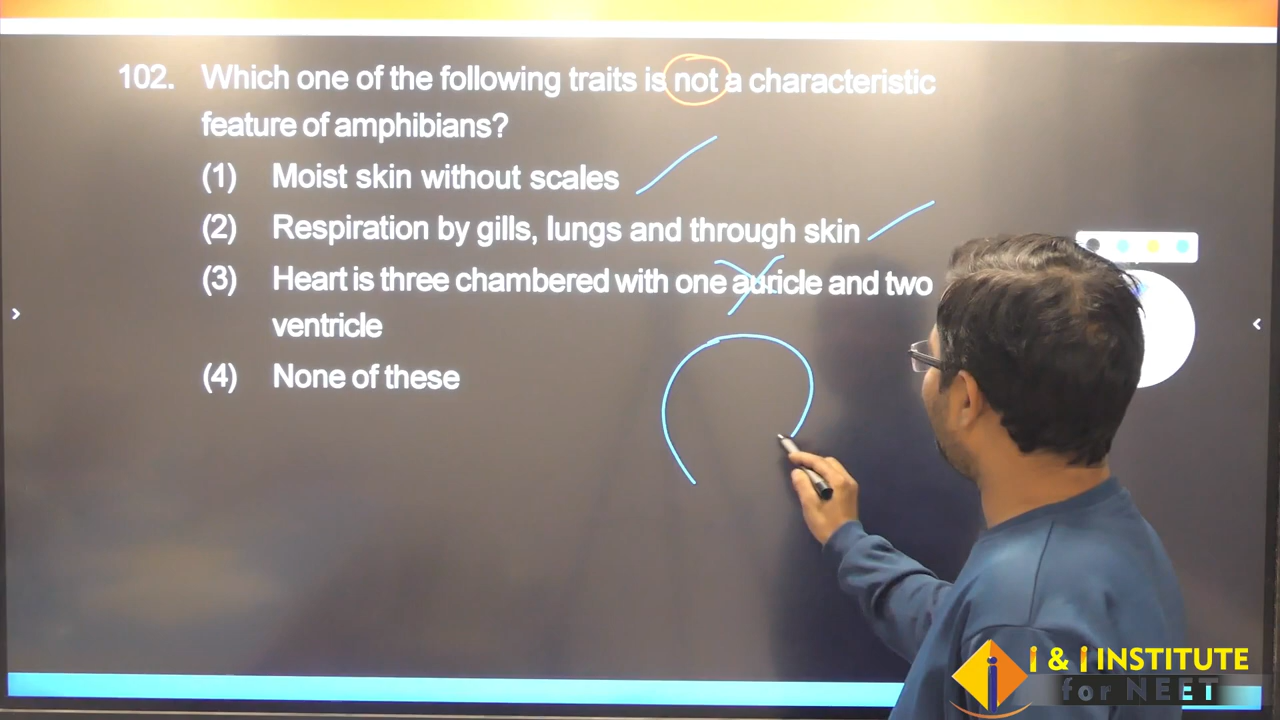 102. Which one of the following traits is not a characteristic
feature of amphibians?
(1) Moist skin without scales
(2) Respiration by gills, lungs and through skin
(3) Heart is three chambered with one auricle and two
ventricle
(4) None of these
i & i INSTITUTE
for NEET